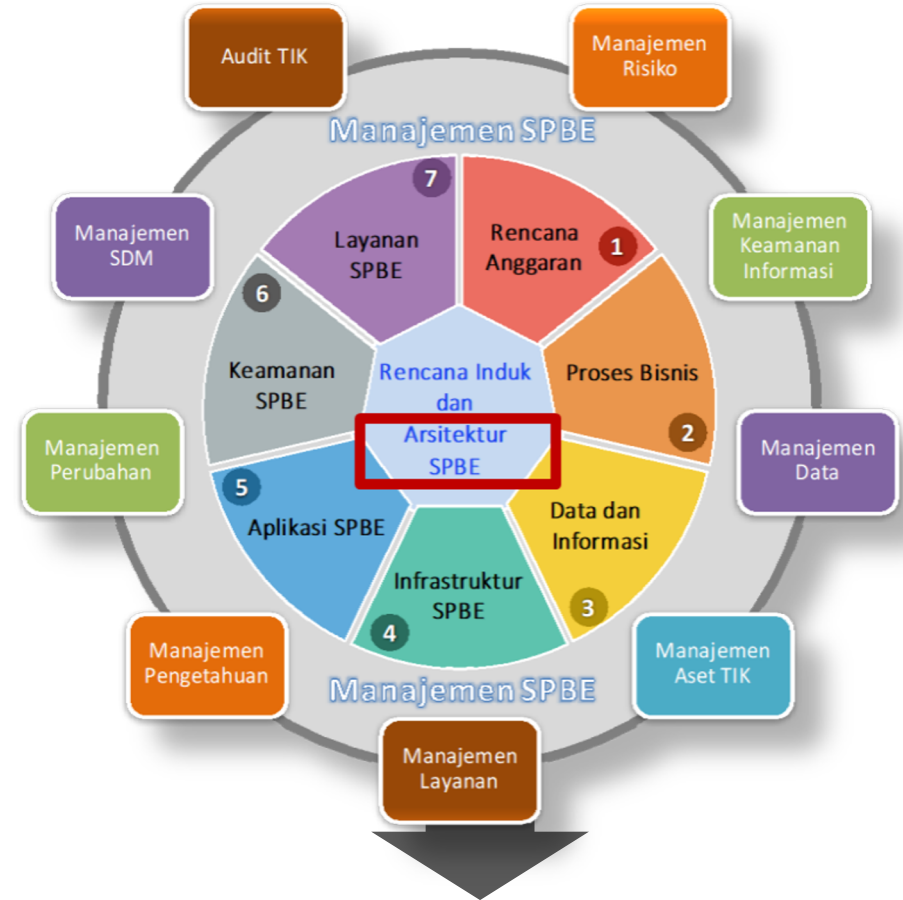 Audit TIK
Manajemen
Risiko
Manajemen SPBE
7
Layanan
SPBE
Rencana
Anggaran
1
Manajemen
SDM
Manajemen
Keamanan
Informasi
6
Keamanan
SPBE
Rencana Induk
dan
Arsitektur
SPBE
Proses Bisnis
2
Manajemen
Perubahan
Manajemen
Data
5
Aplikasi SPBE
Data dan
Informasi
3
Infrastruktur
SPBE
4
Manajemen
Pengetahuan
Manajemen
Aset TIK
Manajemen SPBE
Manajemen
Layanan